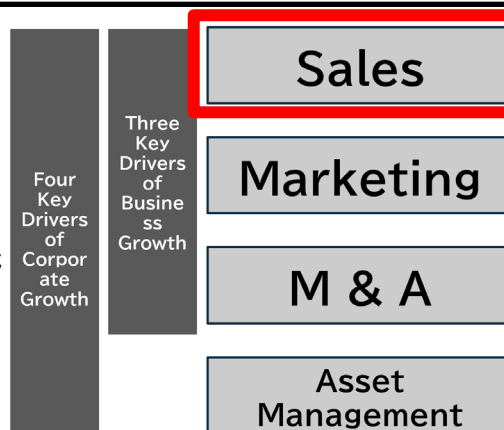 Four
Key
Drivers
of
Corpor
ate
Growth
Three
Key
Drivers
of
Busine
ss
Growth
Sales
Marketing
M & A
Asset
Management